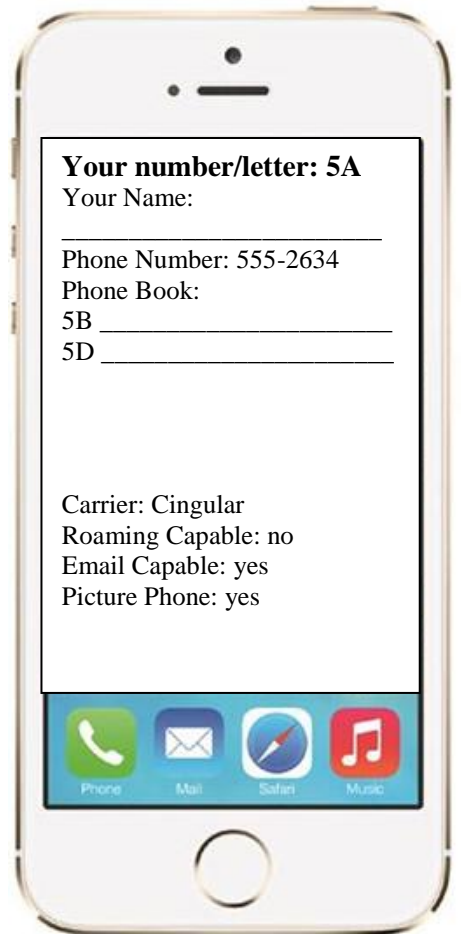 Your number/letter: 5A
Your Name:
________________________
Phone Number: 555-2634
Phone Book:
5B ______________________
5D ______________________
Carrier: Cingular
Roaming Capable: no
Email Capable: yes
Picture Phone: yes
Phone Mail Safari Music